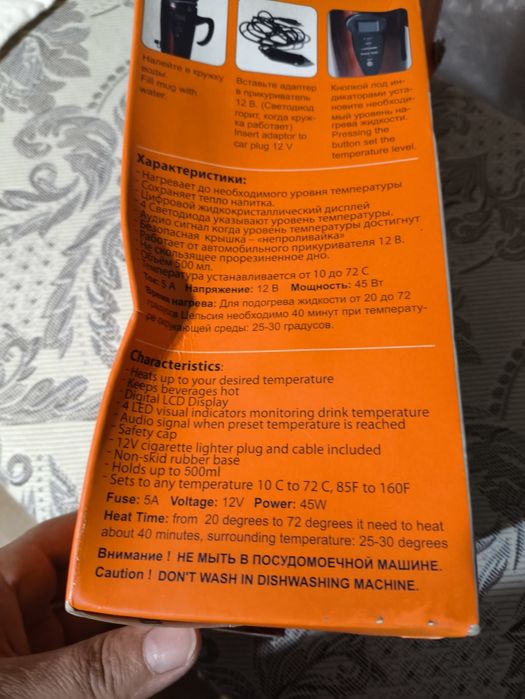 Налейте в кружку
воды.
Fill mug with
water.
Вставьте адаптер
в прикуриватель
12 В. (Светодиод
горит, когда круж-
ка работает)
Insert adaptor to
car plug 12 V
Кнопкой под ин-
дикаторами уста-
новите необходи-
мый уровень на-
грева жидкости.
Pressing the
button set the
temperature level.
Характеристики:
- Нагревает до необходимого уровня температуры
- Сохраняет тепло напитка.
- Цифровой жидкокристаллический дисплей
- 4 Светодиода указывают уровень температуры.
- Аудио сигнал когда уровень температуры достигнут
- Безопасная крышка – «непроливайка»
- Работает от автомобильного прикуривателя 12 В.
- Не скользящее прорезиненное дно.
- Объем 500 мл.
Температура устанавливается от 10 до 72 С
Ток: 5 А Напряжение: 12 В Мощность: 45 Вт
Время нагрева: Для подогрева жидкости от 20 до 72
градусов Цельсия необходимо 40 минут при температу-
ре окружающей среды: 25-30 градусов.
Characteristics:
- Heats up to your desired temperature
- Keeps beverages hot
- Digital LCD Display
- 4 LED visual indicators monitoring drink temperature
- Audio signal when preset temperature is reached
- Safety cap
- 12V cigarette lighter plug and cable included
- Non-skid rubber base
- Holds up to 500ml
- Sets to any temperature 10 C to 72 C, 85F to 160F
Fuse: 5A Voltage: 12V Power: 45W
Heat Time: from 20 degrees to 72 degrees it need to heat
about 40 minutes, surrounding temperature: 25-30 degrees
Внимание ! НЕ МЫТЬ В ПОСУДОМОЕЧНОЙ МАШИНЕ.
Caution ! DON'T WASH IN DISHWASHING MACHINE.